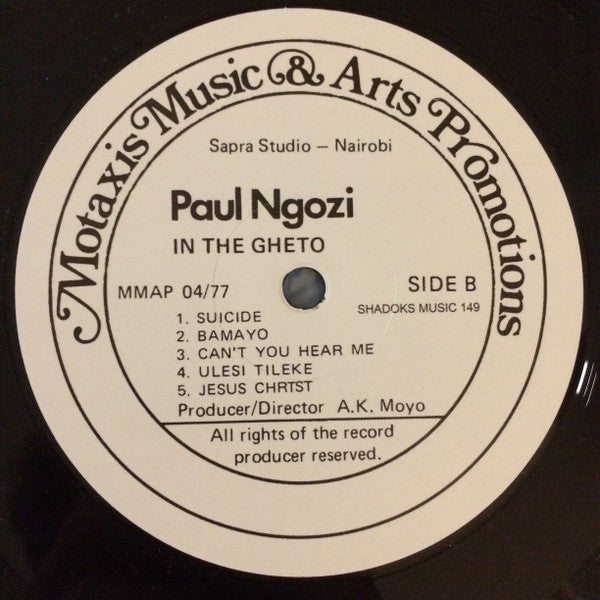 Motaxis Music & Arts Promotions
Sapra Studio – Nairobi
Paul Ngozi
IN THE GHETO
MMAP 04/77
SIDE B
SHADOKS MUSIC 149
1. SUICIDE
2. BAMAYO
3. CAN'T YOU HEAR ME
4. ULESI TILEKE
5. JESUS CHRTST
Producer/Director A.K. Moyo
All rights of the record
producer reserved.